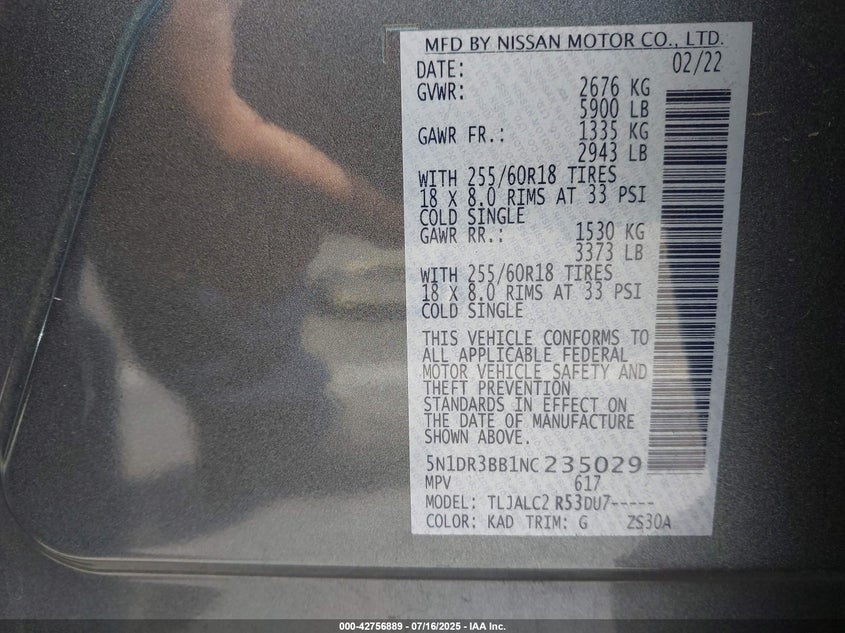 MFD BY NISSAN MOTOR CO., LTD.
DATE: 02/22
GVWR: 2676 KG
5900 LB
GAWR FR.: 1335 KG
2943 LB
WITH 255/60R18 TIRES
18 X 8.0 RIMS AT 33 PSI
COLD SINGLE
GAWR RR.: 1530 KG
3373 LB
WITH 255/60R18 TIRES
18 X 8.0 RIMS AT 33 PSI
COLD SINGLE
THIS VEHICLE CONFORMS TO
ALL APPLICABLE FEDERAL
MOTOR VEHICLE SAFETY AND
THEFT PREVENTION
STANDARDS IN EFFECT ON
THE DATE OF MANUFACTURE
SHOWN ABOVE.
5N1DR3BB1NC235029
MPV 617
MODEL: TLJALC2 R53DU7-----
COLOR: KAD TRIM: G ZS30A
000-42756889 - 07/16/2025 - IAA Inc.